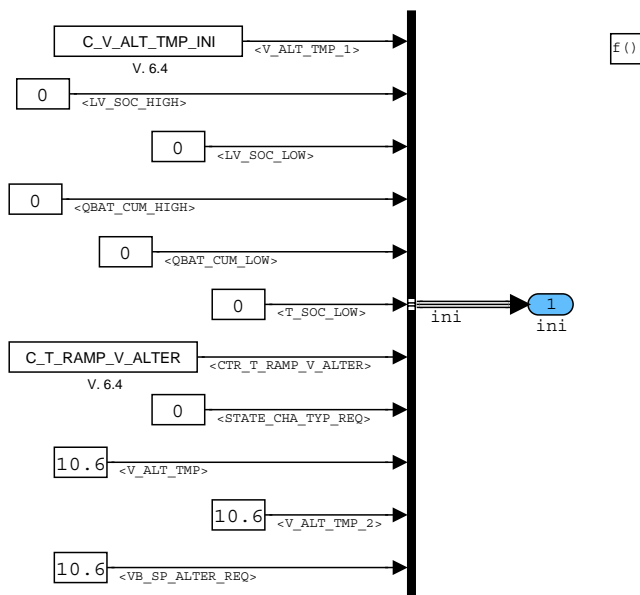 C_V_ALT_TMP_INI
<V_ALT_TMP_1>
f()
V. 6.4
0
<LV_SOC_HIGH>
0
<LV_SOC_LOW>
0
<QBAT_CUM_HIGH>
0
<QBAT_CUM_LOW>
0
<T_SOC_LOW>
ini
1
ini
C_T_RAMP_V_ALTER
<CTR_T_RAMP_V_ALTER>
V. 6.4
0
<STATE_CHA_TYP_REQ>
10.6
<V_ALT_TMP>
10.6
<V_ALT_TMP_2>
10.6
<VB_SP_ALTER_REQ>